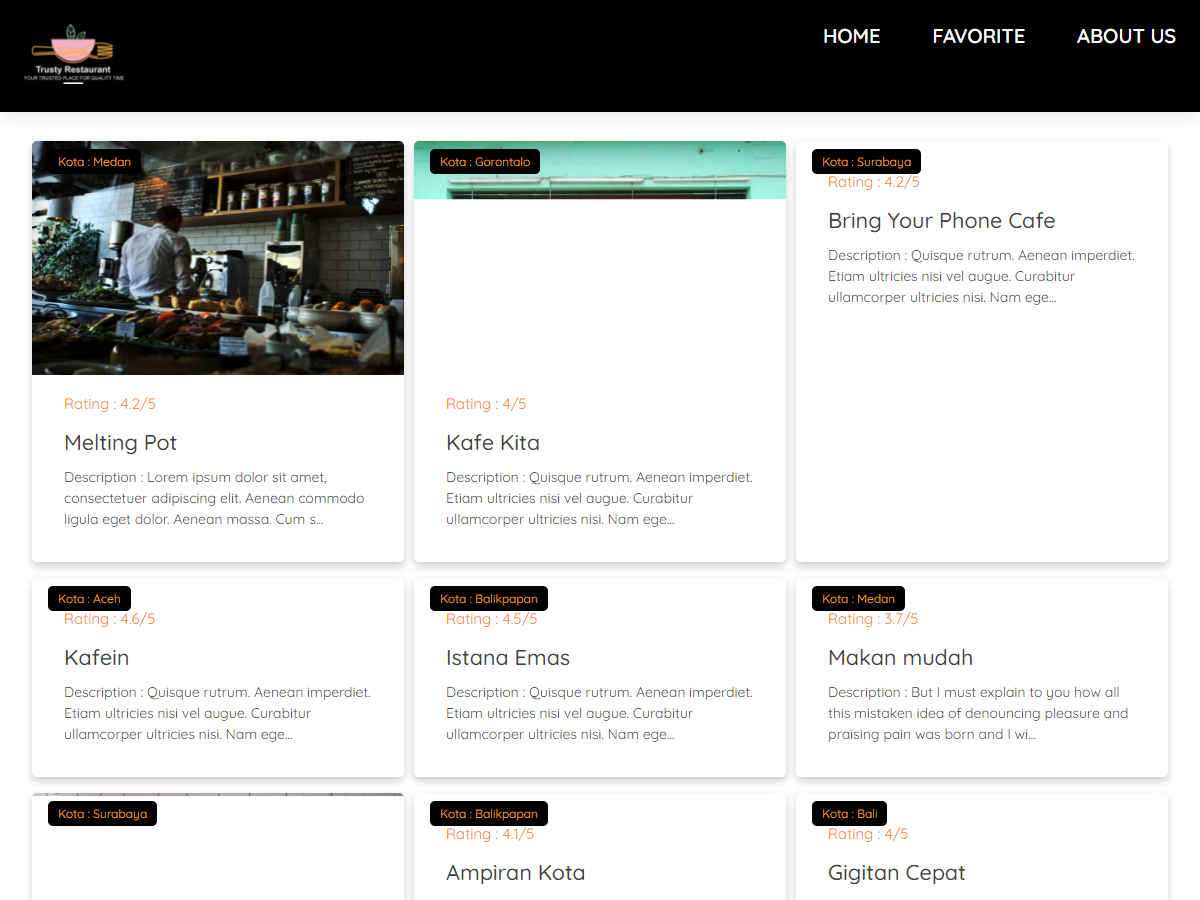 Trusty Restaurant
YOUR TRUSTED PLACE FOR QUALITY TIME
HOME
FAVORITE
ABOUT US
Kota : Medan
Rating : 4.2/5
Melting Pot
Description : Lorem ipsum dolor sit amet,
consectetuer adipiscing elit. Aenean commodo
ligula eget dolor. Aenean massa. Cum s...
Kota : Gorontalo
Rating : 4/5
Kafe Kita
Description : Quisque rutrum. Aenean imperdiet.
Etiam ultricies nisi vel augue. Curabitur
ullamcorper ultricies nisi. Nam ege...
Kota : Surabaya
Rating : 4.2/5
Bring Your Phone Cafe
Description : Quisque rutrum. Aenean imperdiet.
Etiam ultricies nisi vel augue. Curabitur
ullamcorper ultricies nisi. Nam ege...
Kota : Aceh
Rating : 4.6/5
Kafein
Description : Quisque rutrum. Aenean imperdiet.
Etiam ultricies nisi vel augue. Curabitur
ullamcorper ultricies nisi. Nam ege...
Kota : Balikpapan
Rating : 4.5/5
Istana Emas
Description : Quisque rutrum. Aenean imperdiet.
Etiam ultricies nisi vel augue. Curabitur
ullamcorper ultricies nisi. Nam ege...
Kota : Medan
Rating : 3.7/5
Makan mudah
Description : But I must explain to you how all
this mistaken idea of denouncing pleasure and
praising pain was born and I wi...
Kota : Surabaya
Kota : Balikpapan
Rating : 4.1/5
Ampiran Kota
Kota : Bali
Rating : 4/5
Gigitan Cepat